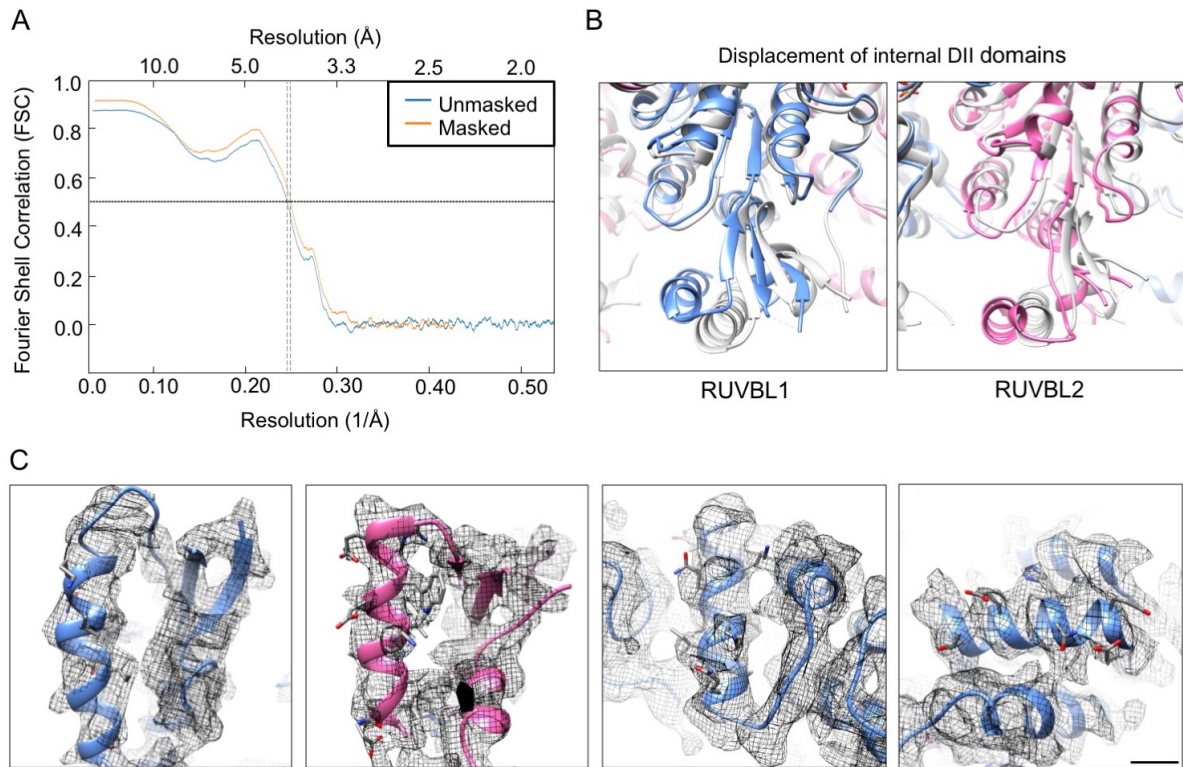 A
Resolution (Å)
10.0 5.0 3.3 2.5 2.0
1.0
0.8
0.6
0.4
0.2
0.0
Fourier Shell Correlation (FSC)
Unmasked
Masked
0.0 0.10 0.20 0.30 0.40 0.50
Resolution (1/Å)
B
Displacement of internal DII domains
RUVBL1
RUVBL2
C